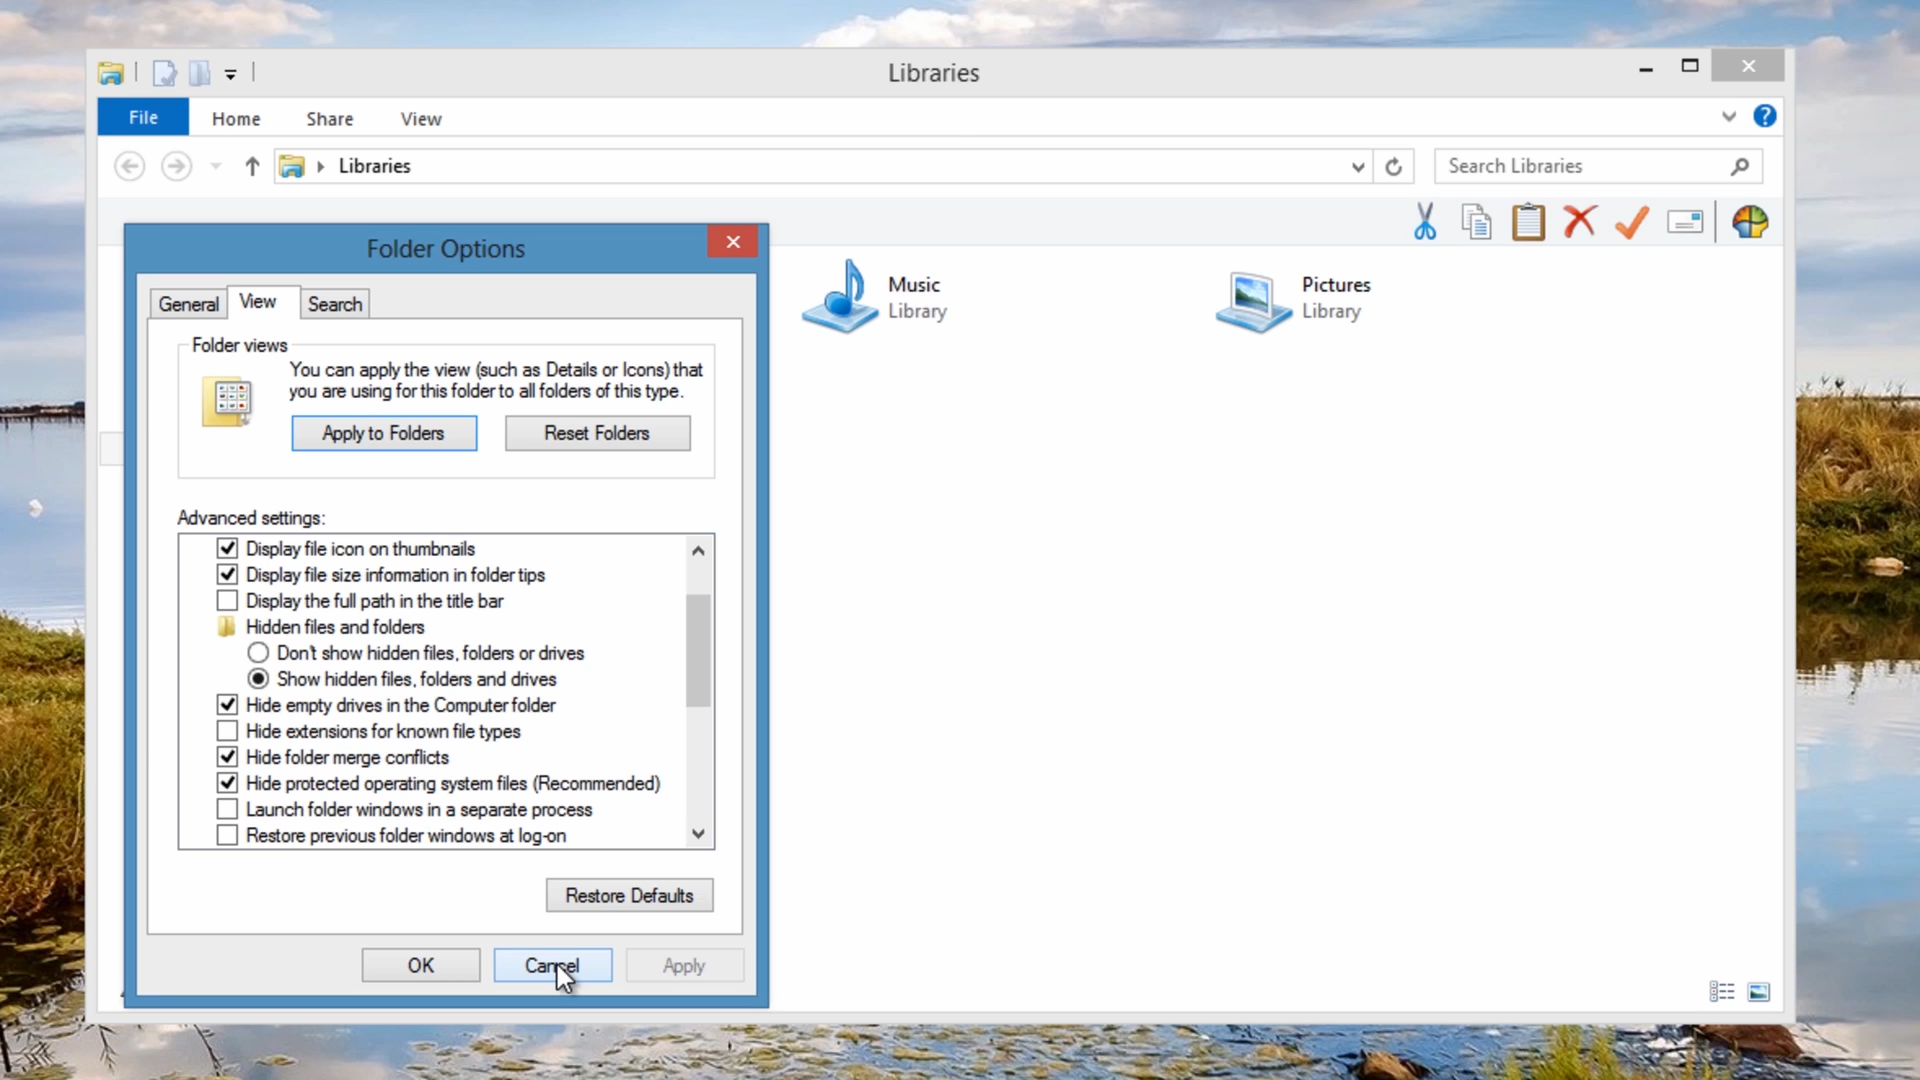 Libraries
File
Home
Share
View
?
Libraries
Search Libraries
Folder Options
General
View
Search
Folder views
You can apply the view (such as Details or Icons) that
you are using for this folder to all folders of this type.
Apply to Folders
Reset Folders
Advanced settings:
Display file icon on thumbnails
Display file size information in folder tips
Display the full path in the title bar
Hidden files and folders
Don't show hidden files, folders or drives
Show hidden files, folders and drives
Hide empty drives in the Computer folder
Hide extensions for known file types
Hide folder merge conflicts
Hide protected operating system files (Recommended)
Launch folder windows in a separate process
Restore previous folder windows at log-on
Restore Defaults
OK
Cancel
Apply
Music
Library
Pictures
Library